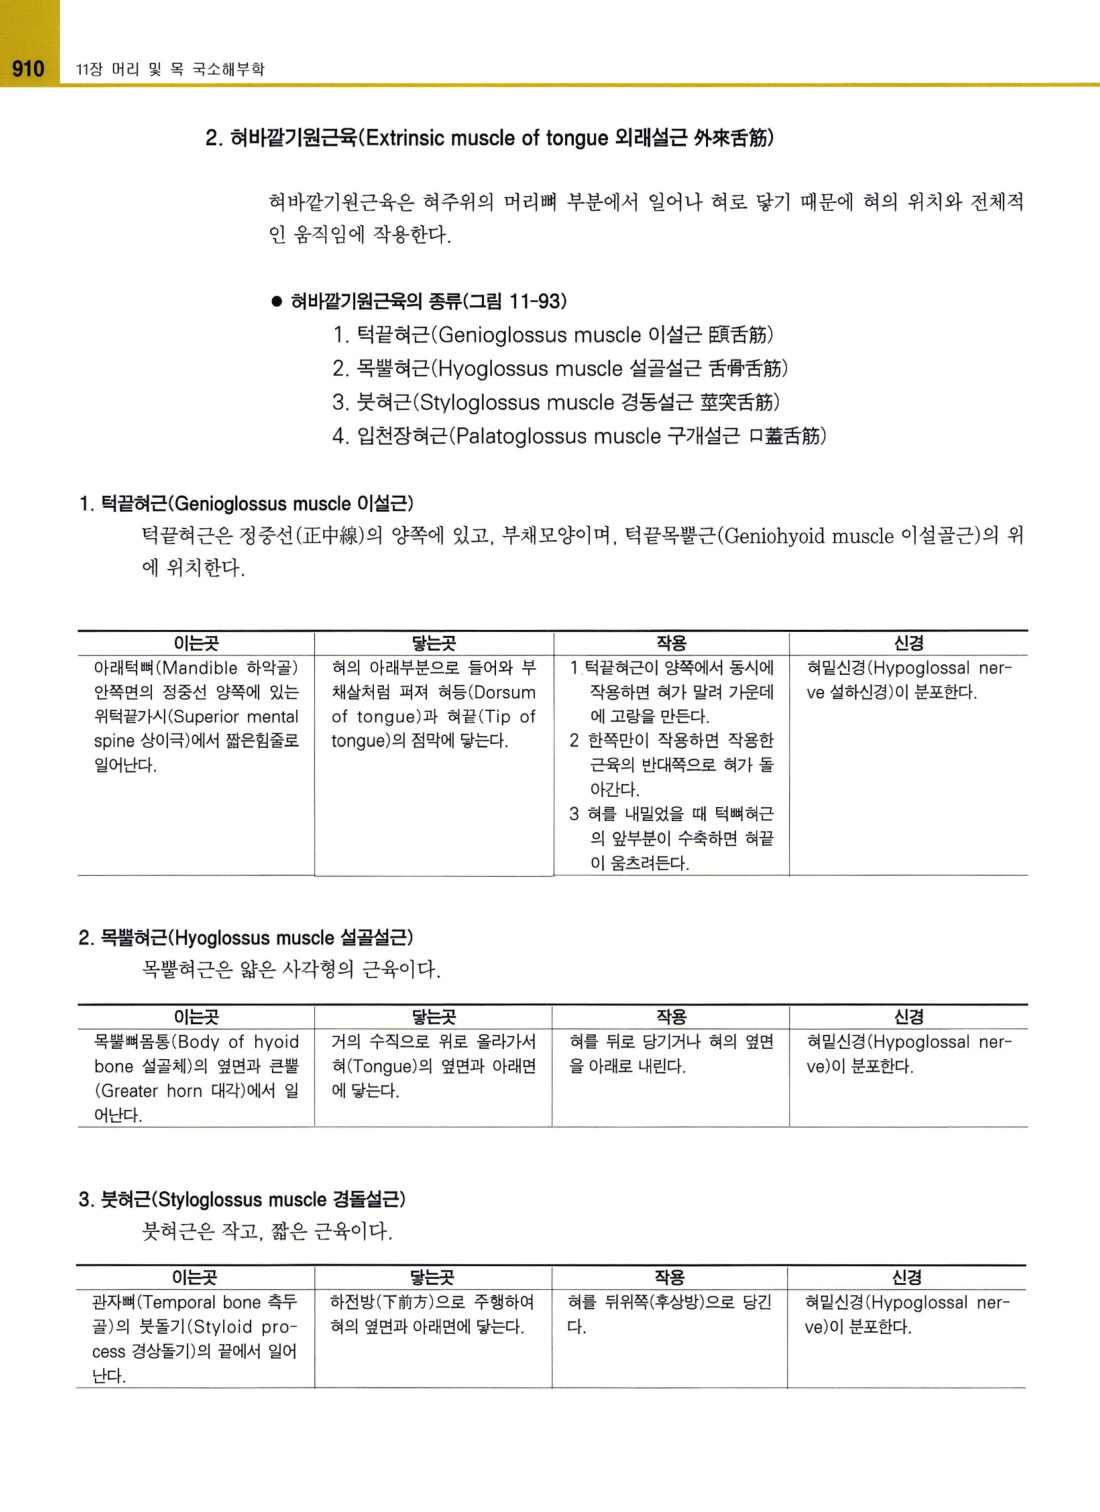 910
11장 머리 및 목 국소해부학
2. 혀바깥기원근육(Extrinsic muscle of tongue 외래설근 外來舌筋)
혀바깥기원근육은 혀주위의 머리뼈 부분에서 일어나 혀로 닿기 때문에 혀의 위치와 전체적
인 움직임에 작용한다.
● 혀바깥기원근육의 종류(그림 11-93)
1. 턱끝혀근(Genioglossus muscle 이설근 頤舌筋)
2. 목뿔혀근(Hyoglossus muscle 설골설근 舌骨舌筋)
3. 붓혀근(Styloglossus muscle 경동설근 莖突舌筋)
4. 입천장혀근(Palatoglossus muscle 구개설근 口蓋舌筋)
1. 턱끝혀근(Genioglossus muscle 이설근)
턱끝혀근은 정중선(正中線)의 양쪽에 있고, 부채모양이며, 턱끝목뿔근(Geniohyoid muscle 이설골근)의 위
에 위치한다.
이는곳 닿는곳 작용 신경
아래턱뼈(Mandible 하악골)
안쪽면의 정중선 양쪽에 있는
위턱끝가시(Superior mental
spine 상이극)에서 짧은힘줄로
일어난다.
혀의 아래부분으로 들어와 부
채살처럼 퍼져 혀등(Dorsum
of tongue)과 혀끝(Tip of
tongue)의 점막에 닿는다.
1.턱끝혀근이 양쪽에서 동시에
작용하면 혀가 말려 가운데
에 고랑을 만든다.
2 한쪽만이 작용하면 작용한
근육의 반대쪽으로 혀가 돌
아간다.
3 혀를 내밀었을 때 턱뼈혀근
의 앞부분이 수축하면 혀끝
이 움츠려든다.
혀밑신경(Hypoglossal ner-
ve 설하신경)이 분포한다.
2. 목뿔혀근(Hyoglossus muscle 설골설근)
목뿔혀근은 얇은 사각형의 근육이다.
이는곳 닿는곳 작용 신경
목뿔뼈몸통(Body of hyoid
bone 설골체)의 옆면과 큰뿔
(Greater horn 대각)에서 일
어난다.
거의 수직으로 위로 올라가서
혀(Tongue)의 옆면과 아래면
에 닿는다.
혀를 뒤로 당기거나 혀의 옆면
을 아래로 내린다.
혀밑신경(Hypoglossal ner-
ve)이 분포한다.
3. 붓혀근(Styloglossus muscle 경돌설근)
붓혀근은 작고, 짧은 근육이다.
이는곳 닿는곳 작용 신경
관자뼈(Temporal bone 측두
골)의 붓돌기(Styloid pro-
cess 경상돌기)의 끝에서 일어
난다.
하전방(下前方)으로 주행하여
혀의 옆면과 아래면에 닿는다.
혀를 뒤위쪽(후상방)으로 당긴
다.
혀밑신경(Hypoglossal ner-
ve)이 분포한다.